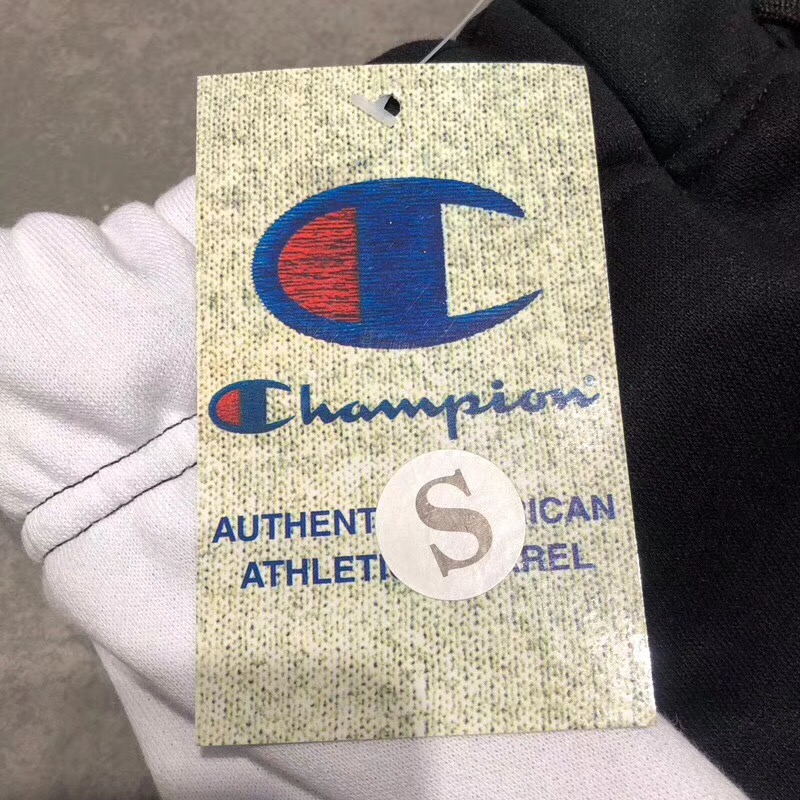 Champion®
AUTHENT RICAN
ATHLETI AREL
S